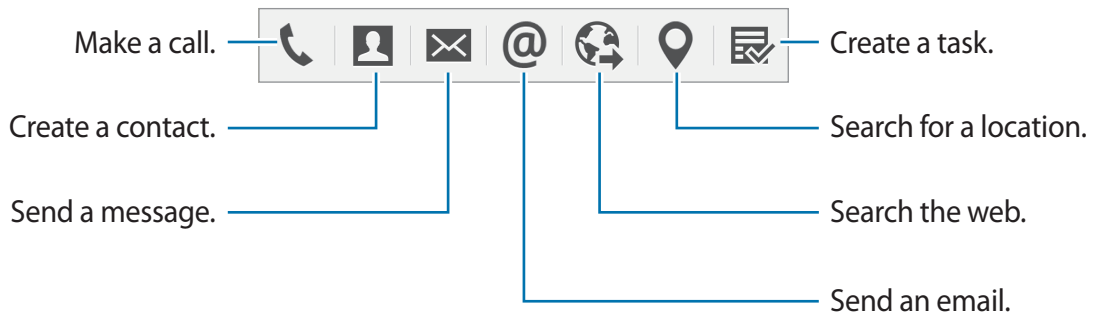 Make a call.
@
Create a task.
Create a contact.
Search for a location.
Send a message.
Search the web.
Send an email.